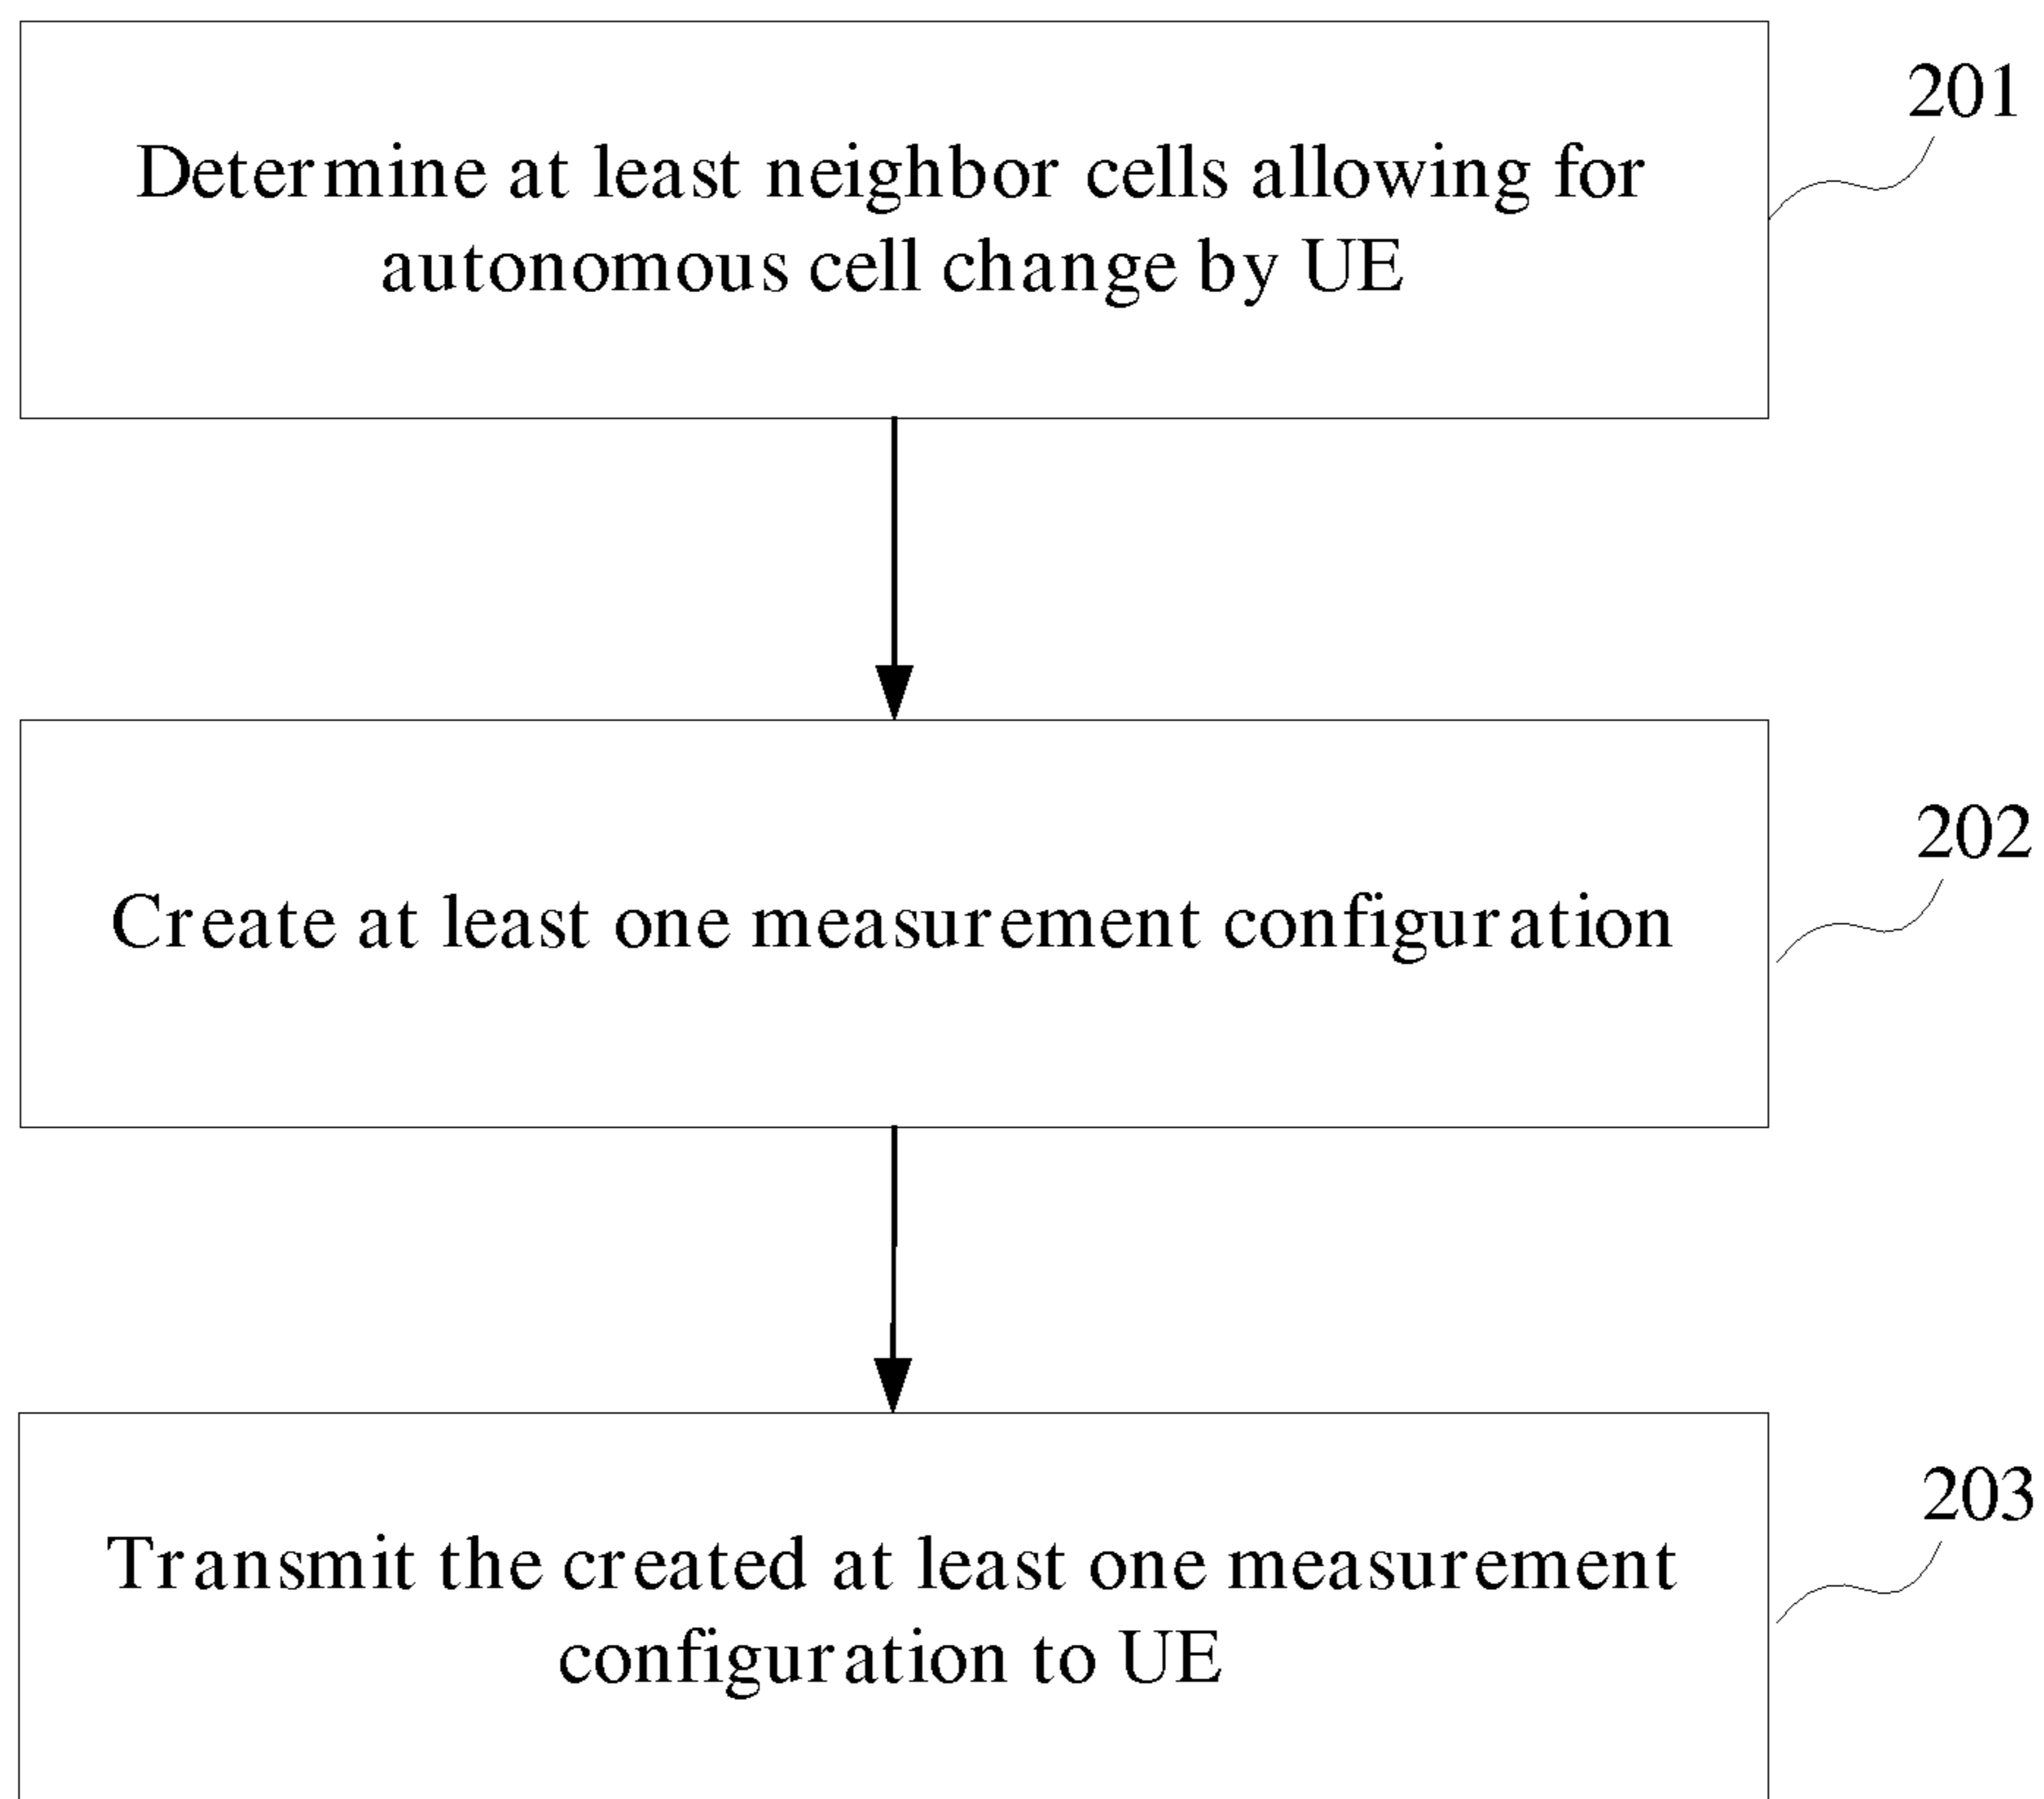 201
Determine at least neighbor cells allowing for
autonomous cell change by UE
202
Create at least one measurement configuration
203
Transmit the created at least one measurement
configuration to UE